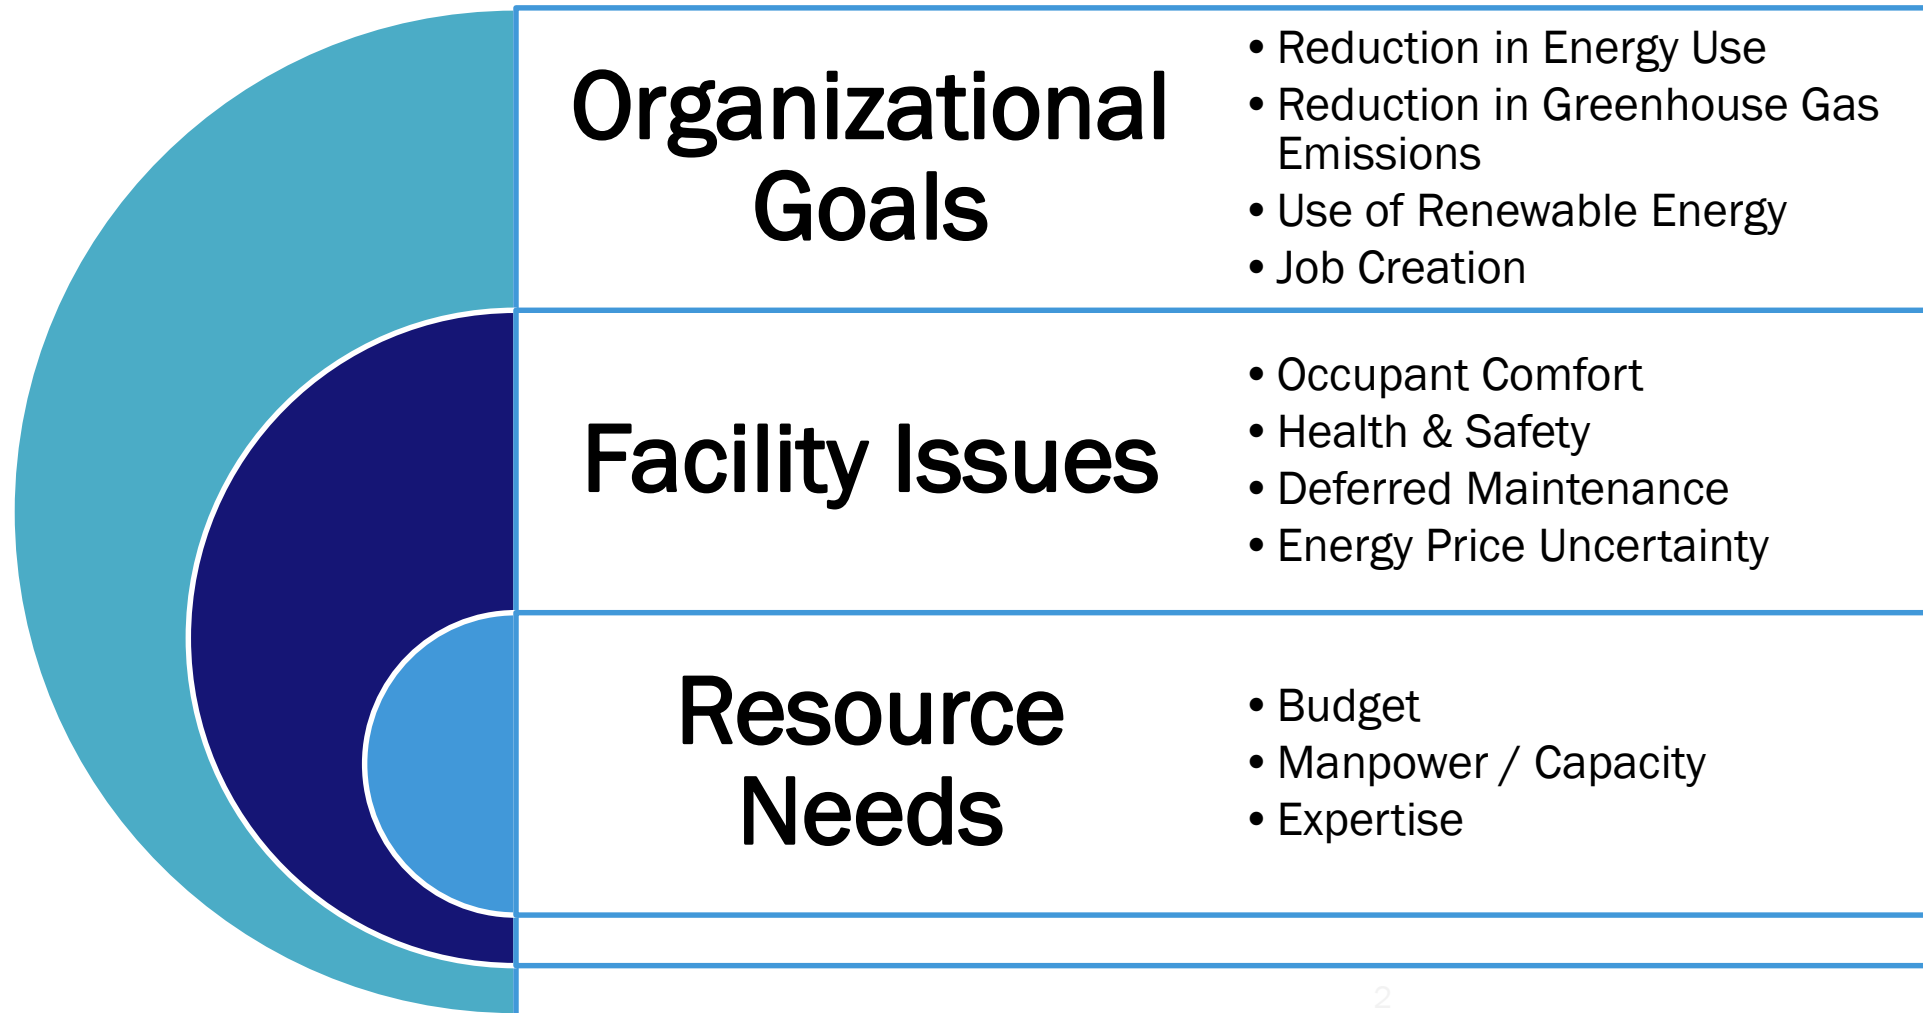 Organizational
Goals
• Reduction in Energy Use
• Reduction in Greenhouse Gas
Emissions
• Use of Renewable Energy
• Job Creation
Facility Issues
• Occupant Comfort
• Health & Safety
• Deferred Maintenance
• Energy Price Uncertainty
Resource
Needs
• Budget
• Manpower / Capacity
• Expertise
2